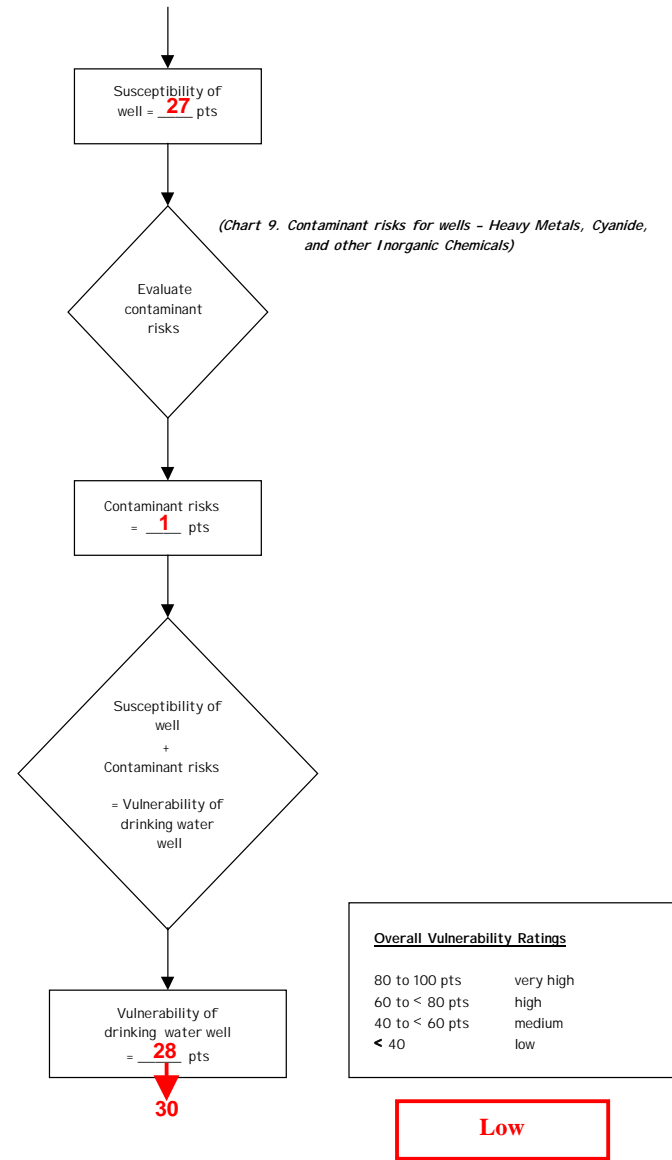 Susceptibility of
well = 27 pts
(Chart 9. Contaminant risks for wells – Heavy Metals, Cyanide,
and other Inorganic Chemicals)
Evaluate
contaminant
risks
Contaminant risks
= 1 pts
Susceptibility of
well
+
Contaminant risks
= Vulnerability of
drinking water
well
Vulnerability of
drinking water well
= 28 pts
30
Overall Vulnerability Ratings
80 to 100 pts very high
60 to < 80 pts high
40 to < 60 pts medium
< 40 low
Low